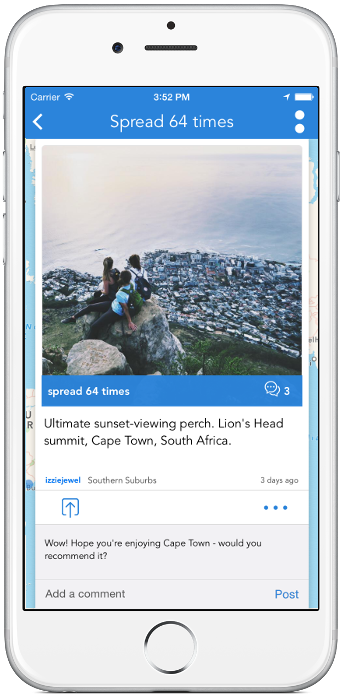 Carrier 3:52 PM
Spread 64 times
spread 64 times 3
Ultimate sunset-viewing perch. Lion's Head
summit, Cape Town, South Africa.
izziejewel Southern Suburbs 3 days ago
Wow! Hope you're enjoying Cape Town - would you
recommend it?
Add a comment Post